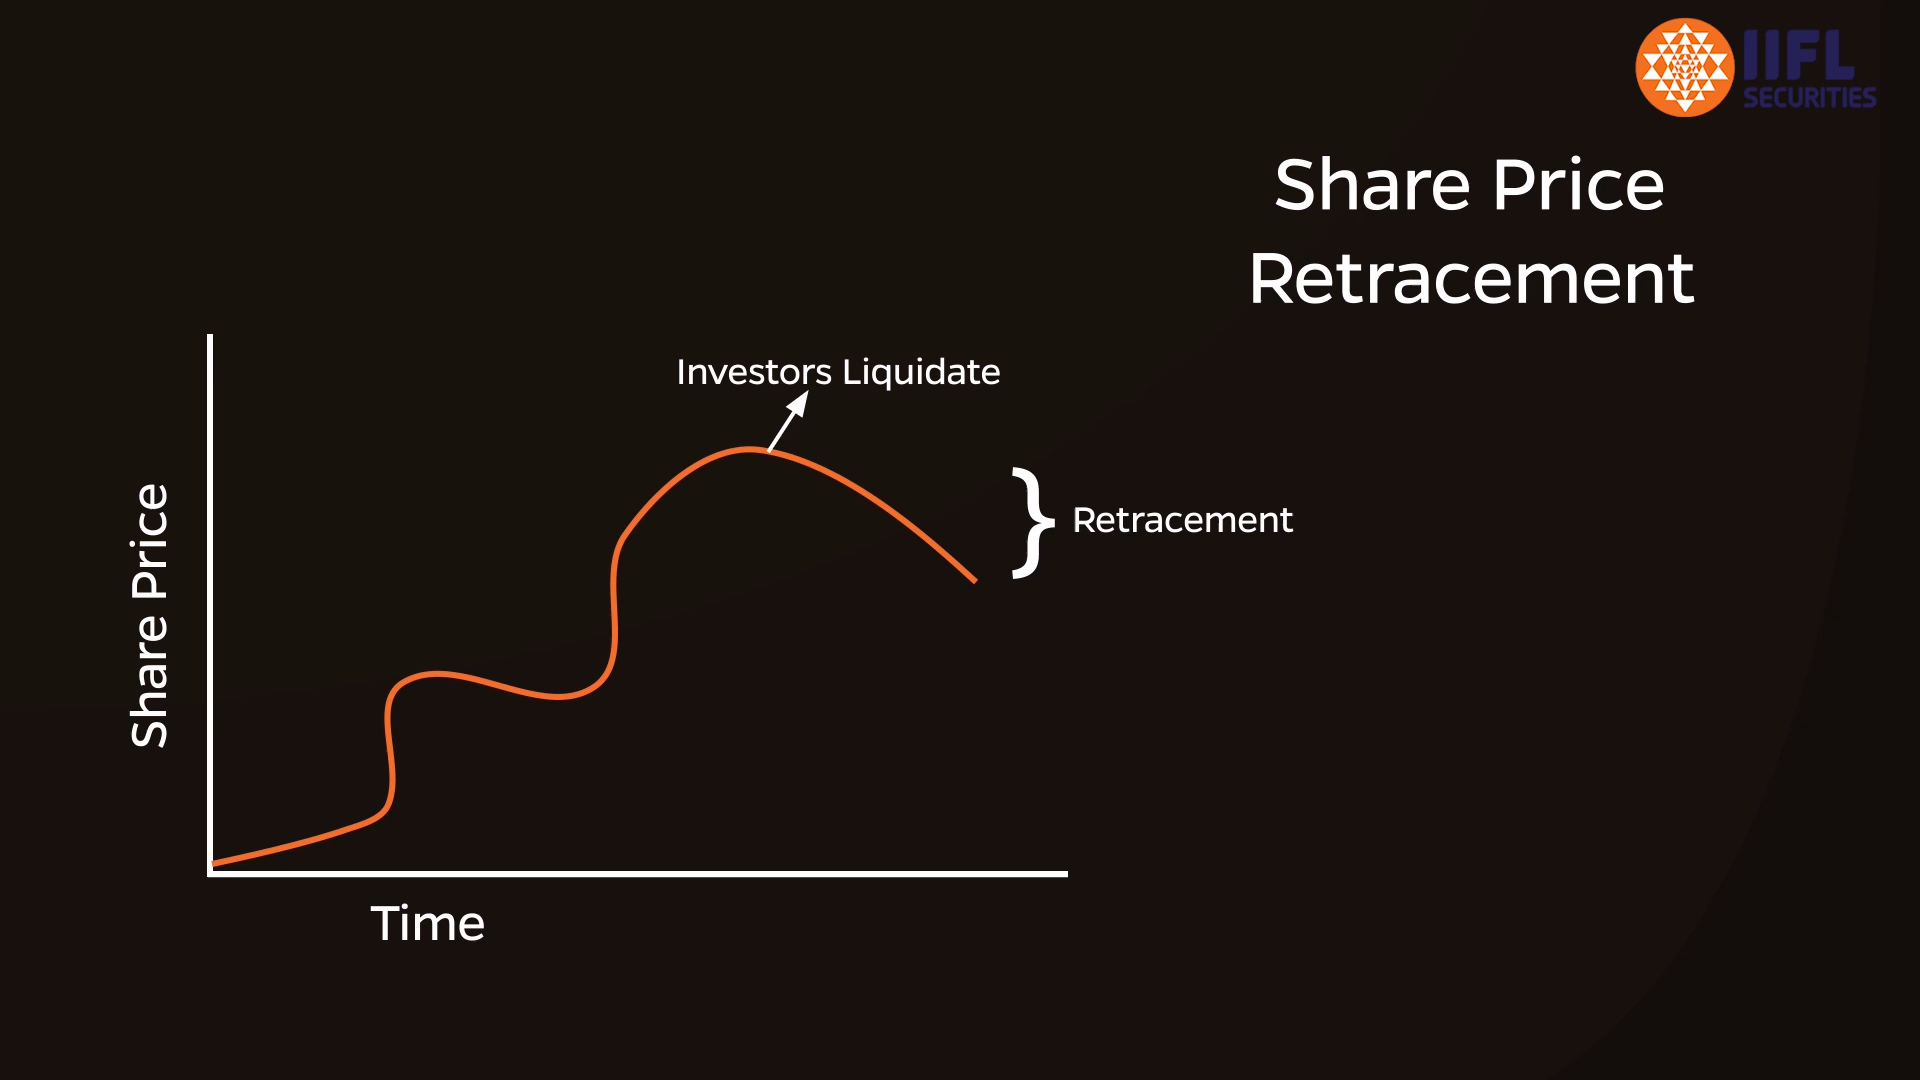 IIFL
SECURITIES
Share Price
Retracement
Investors Liquidate
Retracement
Share Price
Time